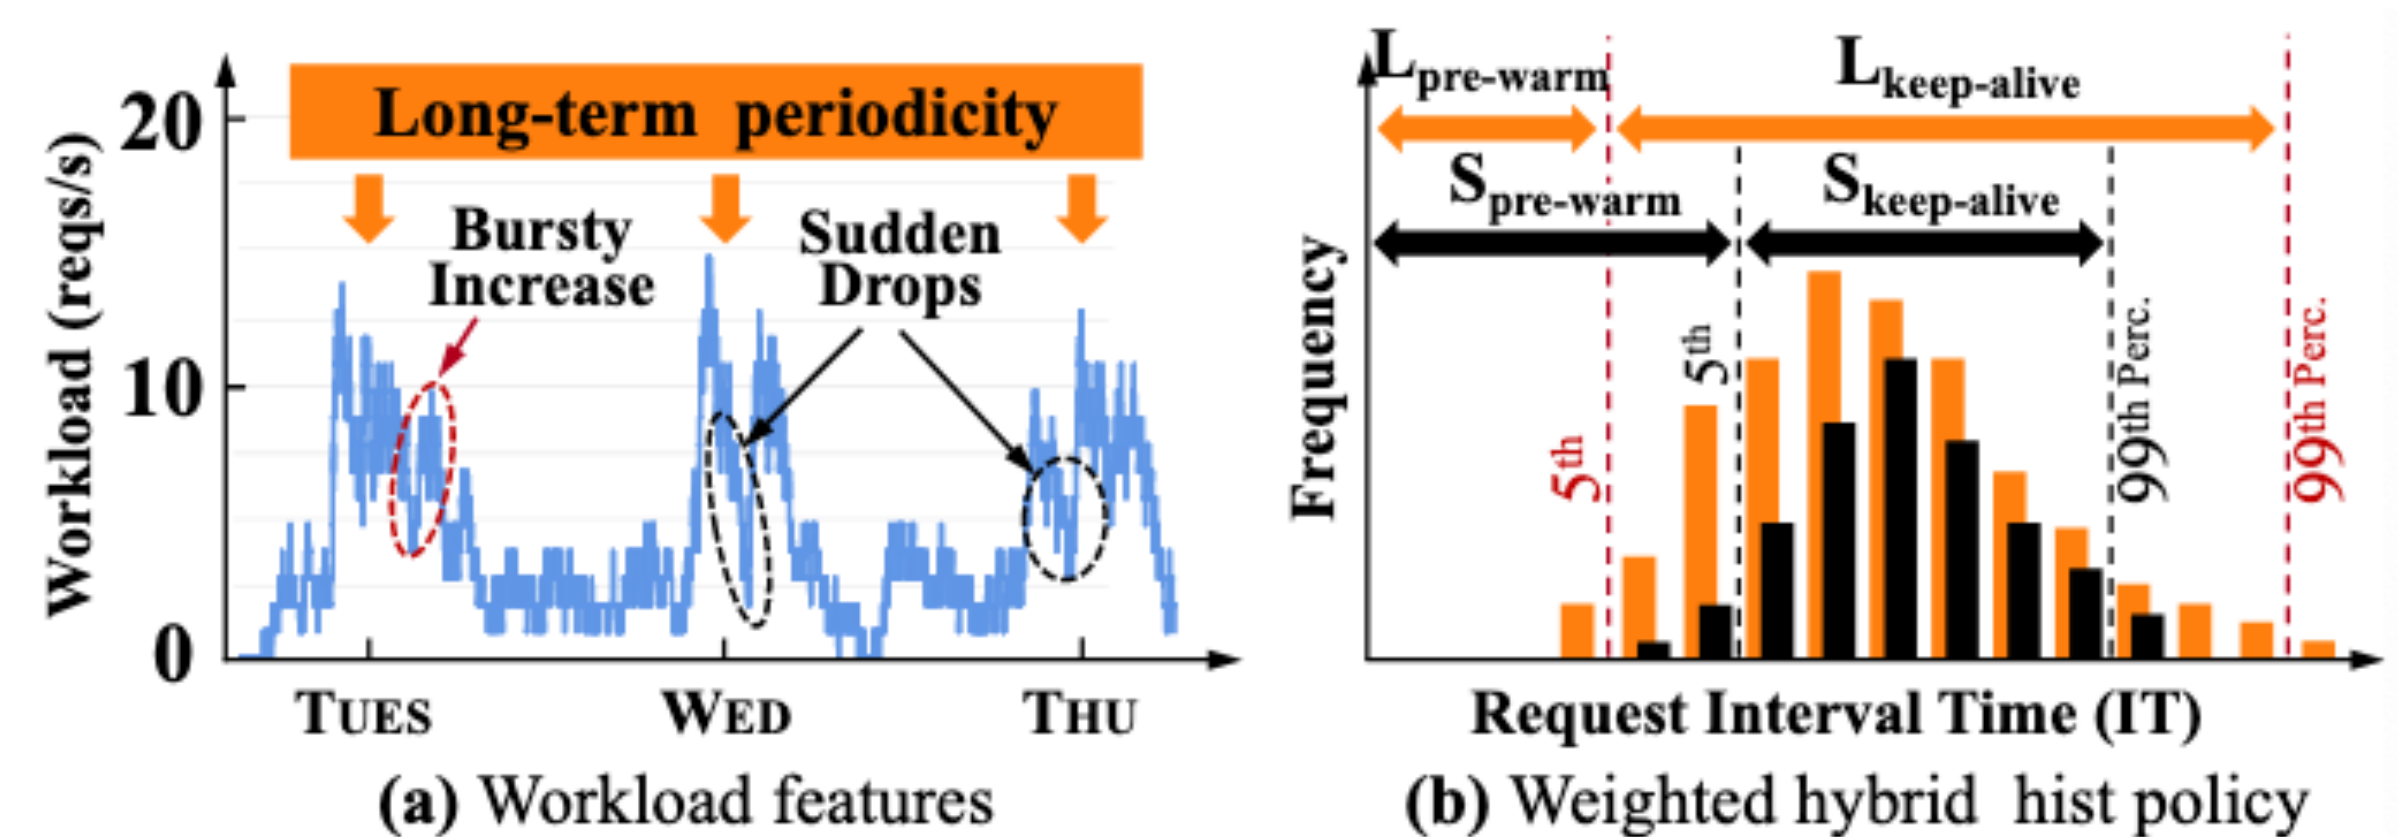 Long-term periodicity
Bursty
Increase
Sudden
Drops
Workload (reqs/s)
20
10
0
TUES
WED
THU
(a) Workload features
Lpre-warm
Lkeep-alive
Spre-warm
Skeep-alive
Frequency
5th
5th
99th Perc.
99th Perc.
Request Interval Time (IT)
(b) Weighted hybrid hist policy